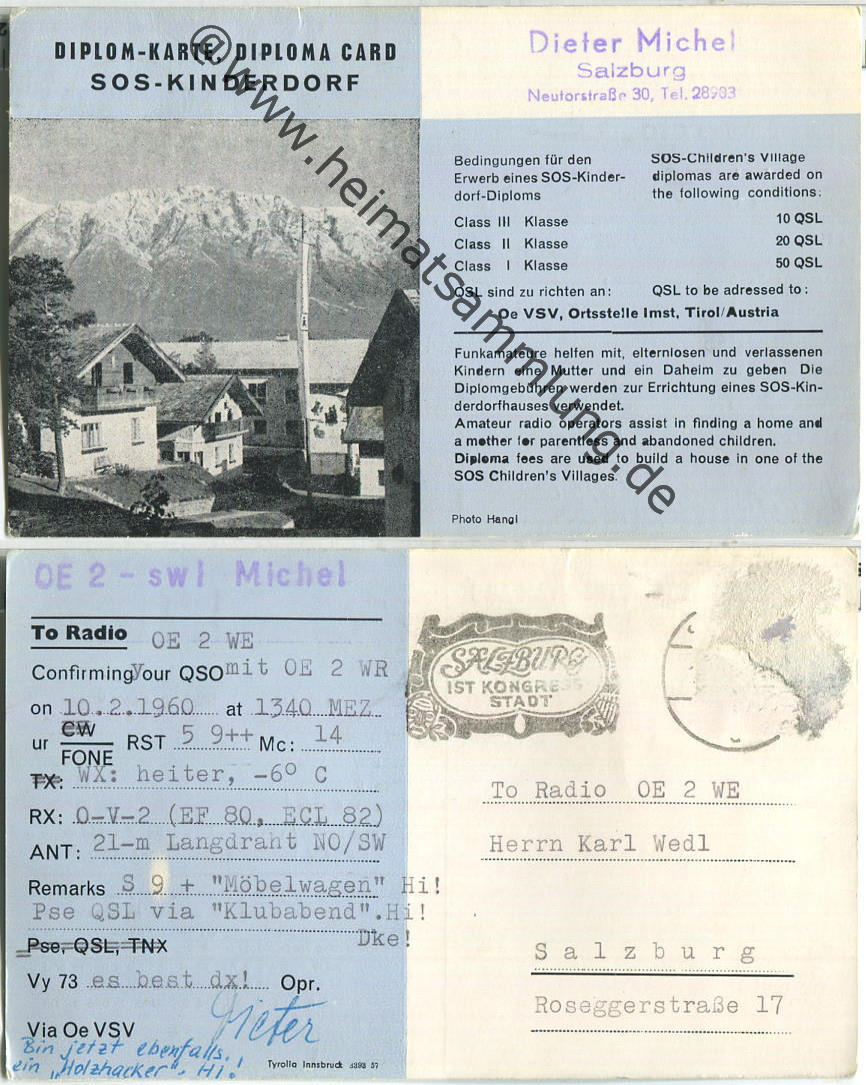 DIPLOM-KARTE, DIPLOMA CARD
SOS-KINDERDORF
Dieter Michel
Salzburg
Neutorstraße 30, Tel. 28903
@www.heimatsammlung.de
Bedingungen für den
Erwerb eines SOS-Kinder-
dorf-Diploms
SOS-Children's Village
diplomas are awarded on
the following conditions:
Class III Klasse 10 QSL
Class II Klasse 20 QSL
Class I Klasse 50 QSL
QSL sind zu richten an: QSL to be adressed to:
Oe VSV, Ortsstelle Imst, Tirol/Austria
Funkamateure helfen mit, elternlosen und verlassenen
Kindern eine Mutter und ein Daheim zu geben Die
Diplomgebühren werden zur Errichtung eines SOS-Kin-
derdorfhauses verwendet.
Amateur radio operators assist in finding a home and
a mother for parentless and abandoned children.
Diploma fees are used to build a house in one of the
SOS Children's Villages.
Photo Hangl
OE 2 - swl Michel
To Radio OE 2 WE
Confirming your QSO mit OE 2 WR
on 10.2.1960 at 1340 MEZ
ur CW RST 5 9++ Mc: 14
FONE
TX: WX: heiter, -6° C
RX: O-V-2 (EF 80, ECL 82)
ANT: 21-m Langdraht NO/SW
Remarks S 9 + "Möbelwagen" Hi!
Pse QSL via "Klubabend".Hi!
Pse, QSL, TNX Dke!
Vy 73 es best dx! Opr.
Dieter
Via Oe VSV
Bin jetzt ebenfalls
ein „Holzhacker". Hi!
Tyrolia Innsbruck 3393 57
SALZBURG
IST KONGRESS
STADT
To Radio OE 2 WE
Herrn Karl Wedl
Salzburg
Roseggerstraße 17